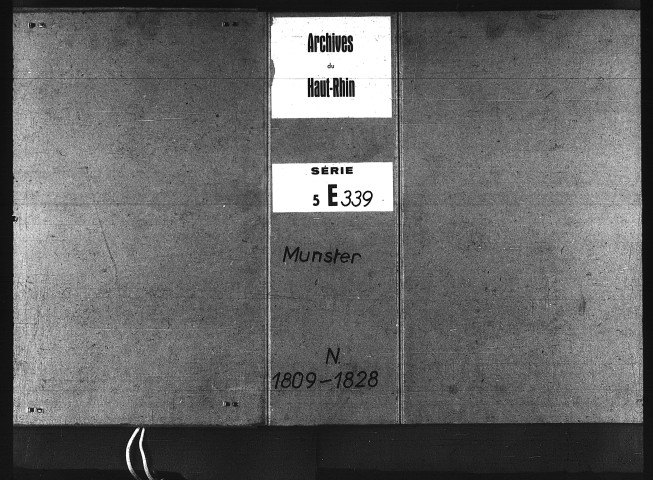 Archives
du
Haut-Rhin
SÉRIE
5 E 339
Munster
N.
1809-1828